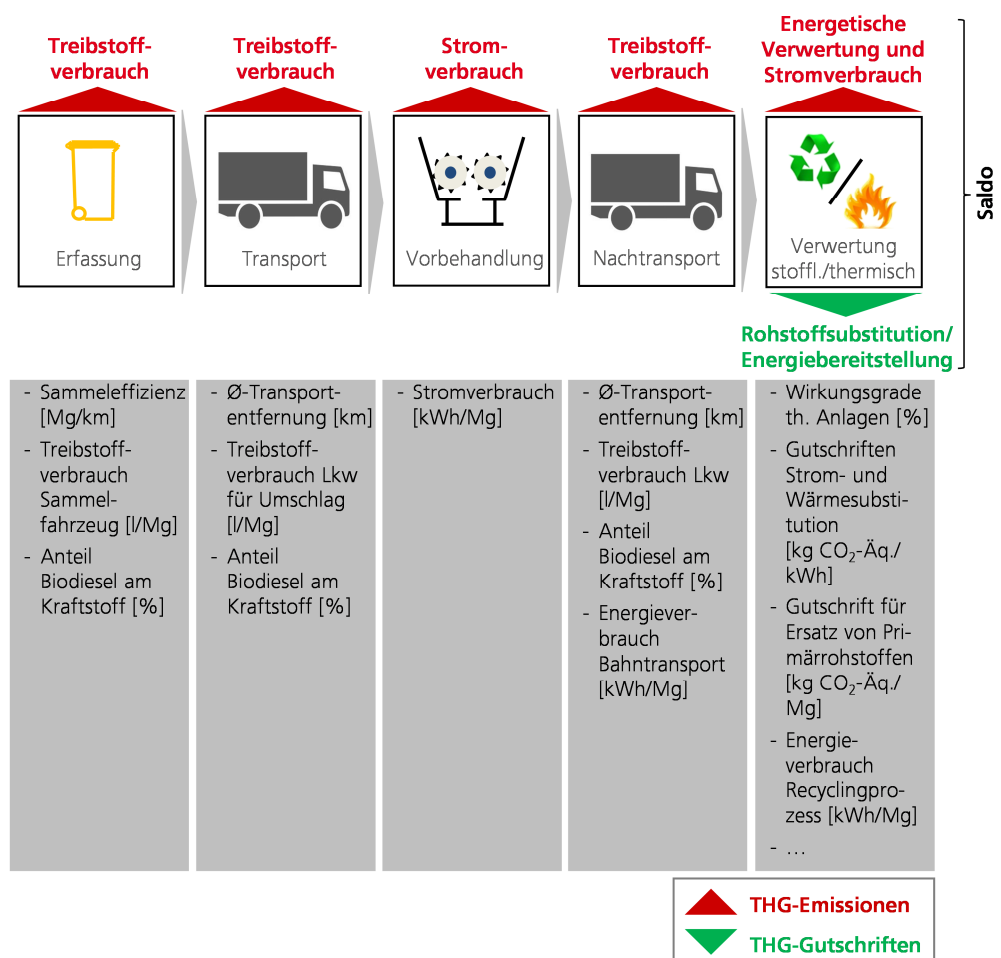 Treibstoff-
verbrauch
Treibstoff-
verbrauch
Strom-
verbrauch
Treibstoff-
verbrauch
Energetische
Verwertung und
Stromverbrauch
Erfassung
Transport
Vorbehandlung
Nachtransport
Verwertung
stoffl./thermisch
Saldo
Rohstoffsubstitution/
Energiebereitstellung
- Sammeleffizienz
[Mg/km]
- Treibstoff-
verbrauch
Sammel-
fahrzeug [l/Mg]
- Anteil
Biodiesel am
Kraftstoff [%]
- Ø-Transport-
entfernung [km]
- Treibstoff-
verbrauch Lkw
für Umschlag
[l/Mg]
- Anteil
Biodiesel am
Kraftstoff [%]
- Stromverbrauch
[kWh/Mg]
- Ø-Transport-
entfernung [km]
- Treibstoff-
verbrauch Lkw
[l/Mg]
- Anteil
Biodiesel am
Kraftstoff [%]
- Energiever-
brauch
Bahntransport
[kWh/Mg]
- Wirkungsgrade
th. Anlagen [%]
- Gutschriften
Strom- und
Wärmesubsti-
tution
[kg CO₂-Äq./
kWh]
- Gutschrift für
Ersatz von Pri-
märrohstoffen
[kg CO₂-Äq./
Mg]
- Energie-
verbrauch
Recyclingpro-
zess [kWh/Mg]
- …
THG-Emissionen
THG-Gutschriften